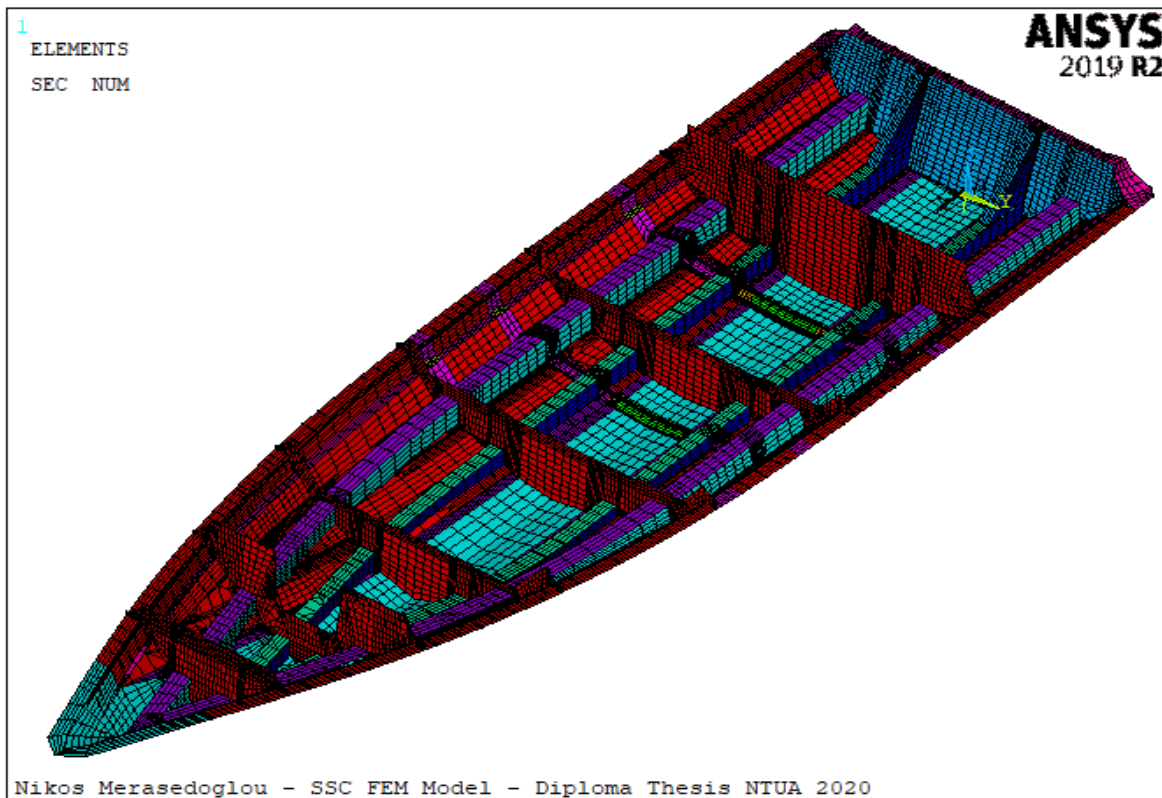 1
ELEMENTS
SEC NUM
ANSYS
2019 R2
Y
Nikos Merasedoglou - SSC FEM Model - Diploma Thesis NTUA 2020